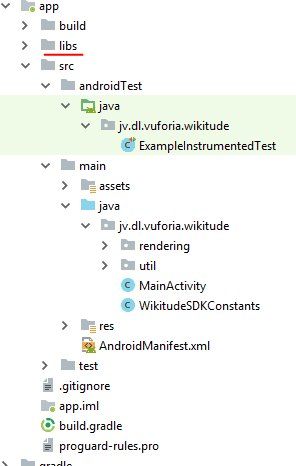 app
build
libs
src
androidTest
java
jv.dl.vuforia.wikitude
ExampleInstrumentedTest
main
assets
java
jv.dl.vuforia.wikitude
rendering
util
MainActivity
WikitudeSDKConstants
res
AndroidManifest.xml
test
.gitignore
app.iml
build.gradle
proguard-rules.pro
gradle